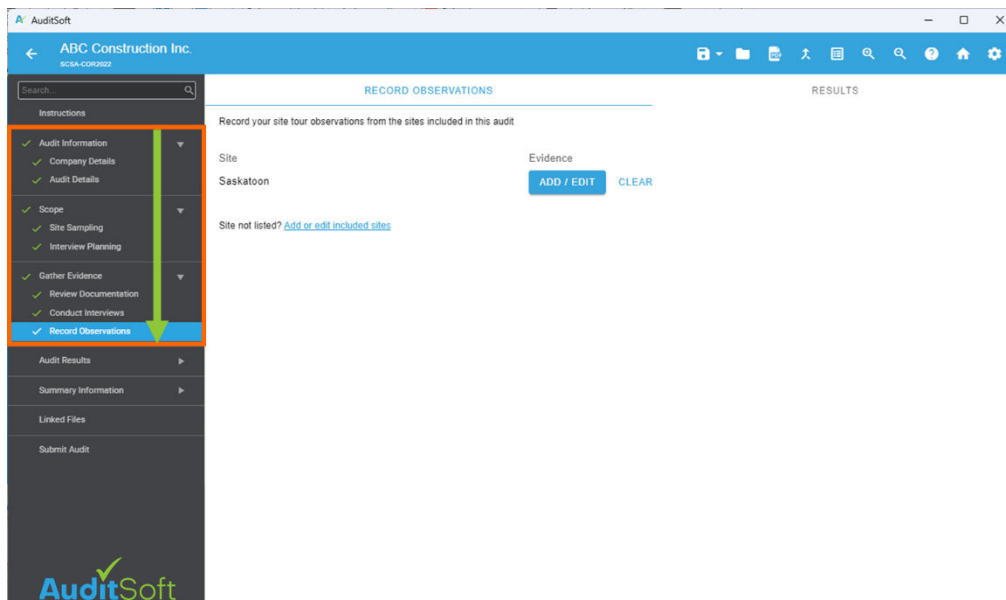 AuditSoft
ABC Construction Inc.
SCSA-COR2022
PDF
Search...
Instructions
Audit Information
Company Details
Audit Details
Scope
Site Sampling
Interview Planning
Gather Evidence
Review Documentation
Conduct Interviews
Record Observations
Audit Results
Summary Information
Linked Files
Submit Audit
AuditSoft
RECORD OBSERVATIONS
RESULTS
Record your site tour observations from the sites included in this audit
Site Evidence
Saskatoon ADD / EDIT CLEAR
Site not listed? Add or edit included sites